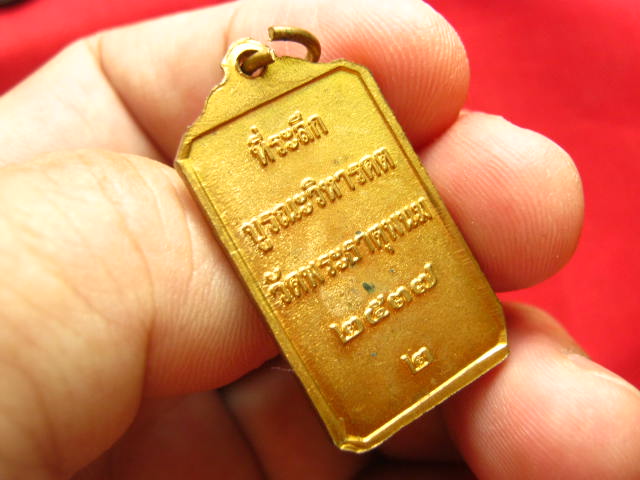 ที่ระลึก
บูรณะวิหารคต
วัดพระธาตุพนม
๒๕๓๗
๒